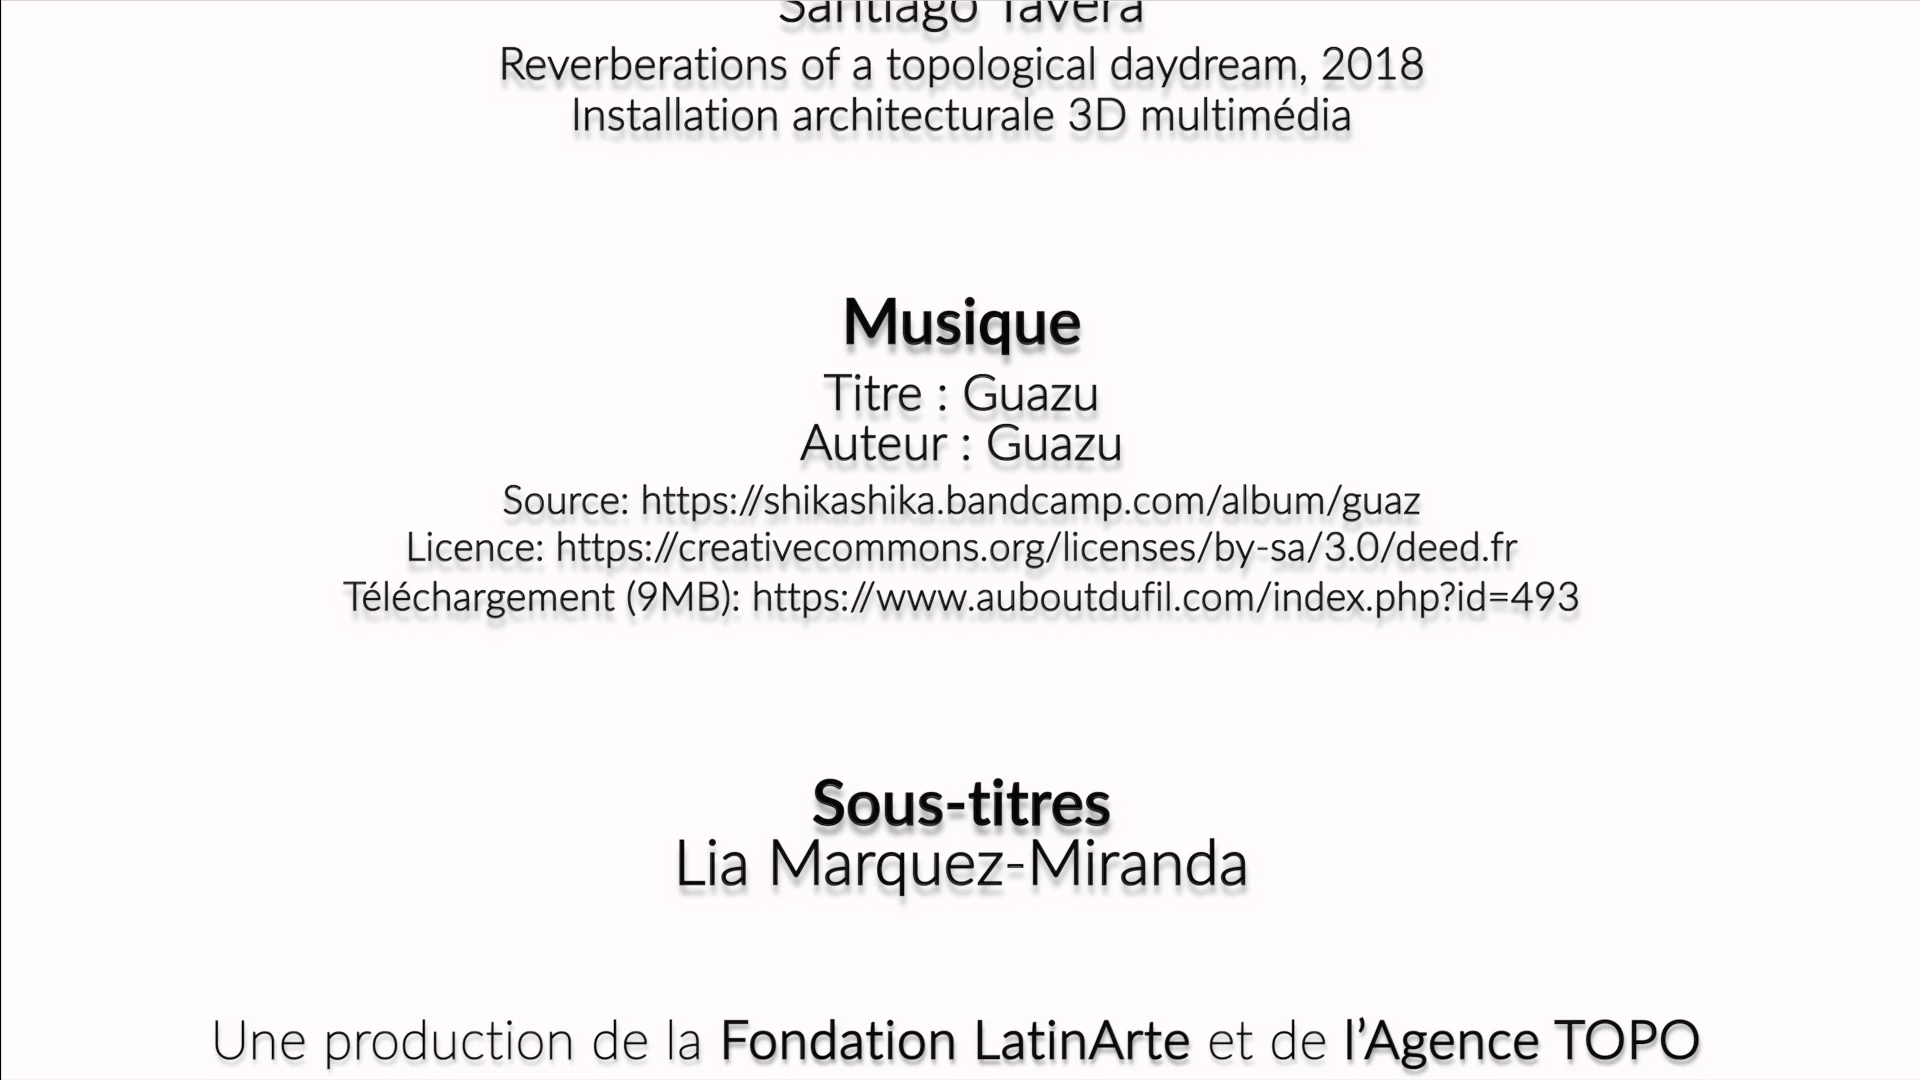 Santiago Tavera
Reverberations of a topological daydream, 2018
Installation architecturale 3D multimédia
Musique
Titre : Guazu
Auteur : Guazu
Source: https://shikashika.bandcamp.com/album/guaz
Licence: https://creativecommons.org/licenses/by-sa/3.0/deed.fr
Téléchargement (9MB): https://www.auboutdufil.com/index.php?id=493
Sous-titres
Lia Marquez-Miranda
Une production de la Fondation LatinArte et de l’Agence TOPO